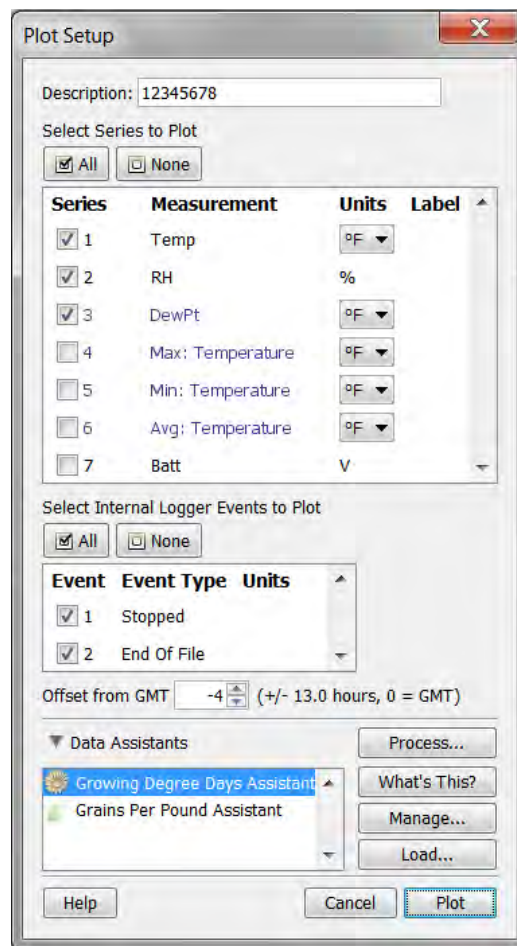 Plot Setup
Description: 12345678
Select Series to Plot
All None
Series Measurement Units Label
1 Temp °F
2 RH %
3 DewPt °F
4 Max: Temperature °F
5 Min: Temperature °F
6 Avg: Temperature °F
7 Batt V
Select Internal Logger Events to Plot
All None
Event Event Type Units
1 Stopped
2 End Of File
Offset from GMT -4 (+/- 13.0 hours, 0 = GMT)
Data Assistants Process...
Growing Degree Days Assistant What's This?
Grains Per Pound Assistant Manage...
Load...
Help Cancel Plot